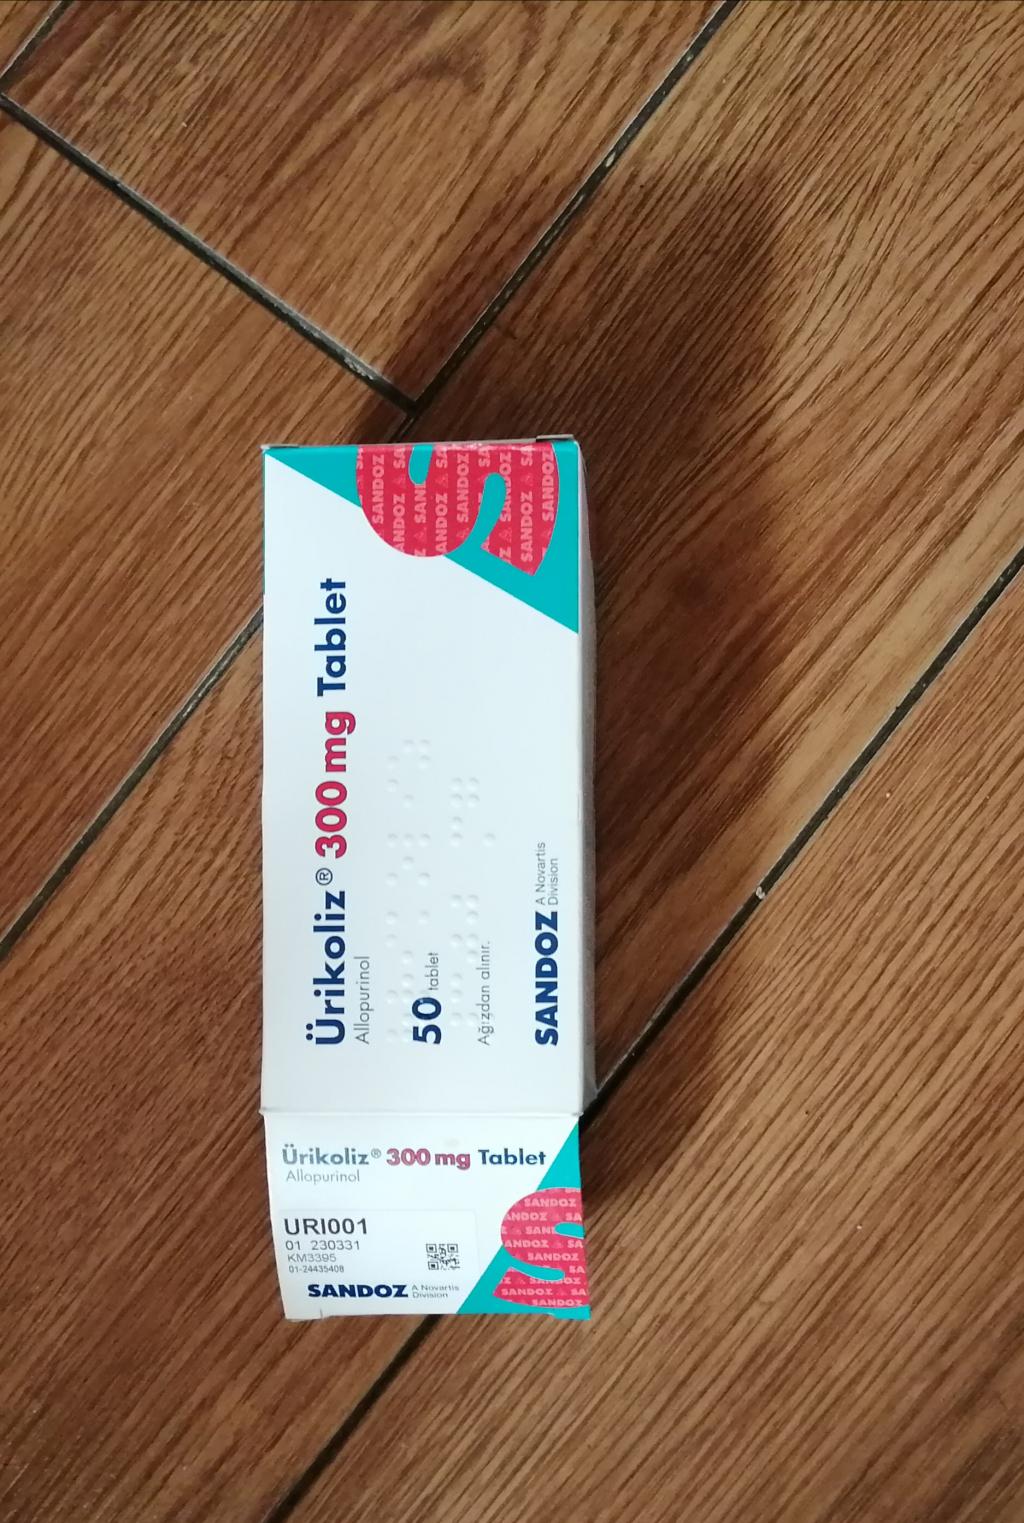 Ürikoliz® 300 mg Tablet
Allopurinol
50 tablet
Ağızdan alınır.
SANDOZ A Novartis
Division
Ürikoliz® 300 mg Tablet
Allopurinol
URI001
01 230331
KM3395
01-24435408
SANDOZ A Novartis
Division